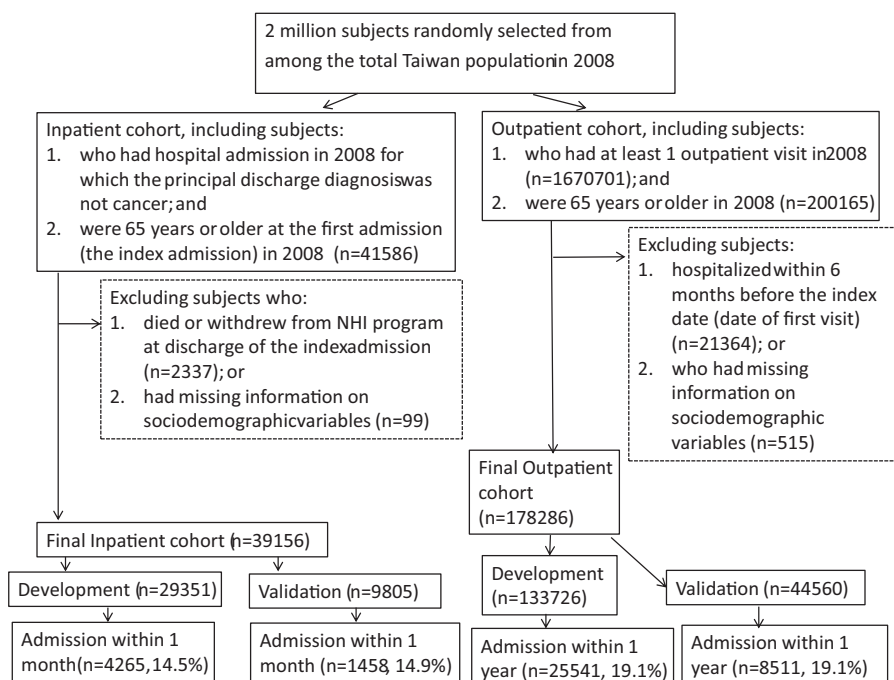 2 million subjects randomly selected from
among the total Taiwan populationin 2008
Inpatient cohort, including subjects:
1. who had hospital admission in 2008 for
which the principal discharge diagnosiswas
not cancer; and
2. were 65 years or older at the first admission
(the index admission) in 2008 (n=41586)
Outpatient cohort, including subjects:
1. who had at least 1 outpatient visit in2008
(n=1670701); and
2. were 65 years or older in 2008 (n=200165)
Excluding subjects who:
1. died or withdrew from NHI program
at discharge of the indexadmission
(n=2337); or
2. had missing information on
sociodemographicvariables (n=99)
Excluding subjects:
1. hospitalizedwithin 6
months before the index
date (date of first visit)
(n=21364); or
2. who had missing
information on
sociodemographic
variables (n=515)
Final Outpatient
cohort
(n=178286)
Final Inpatient cohort (n=39156)
Development (n=29351)
Validation (n=9805)
Development
(n=133726)
Validation (n=44560)
Admission within 1
month(n=4265, 14.5%)
Admission within 1
month (n=1458, 14.9%)
Admission within 1
year (n=25541, 19.1%)
Admission within 1
year (n=8511, 19.1%)